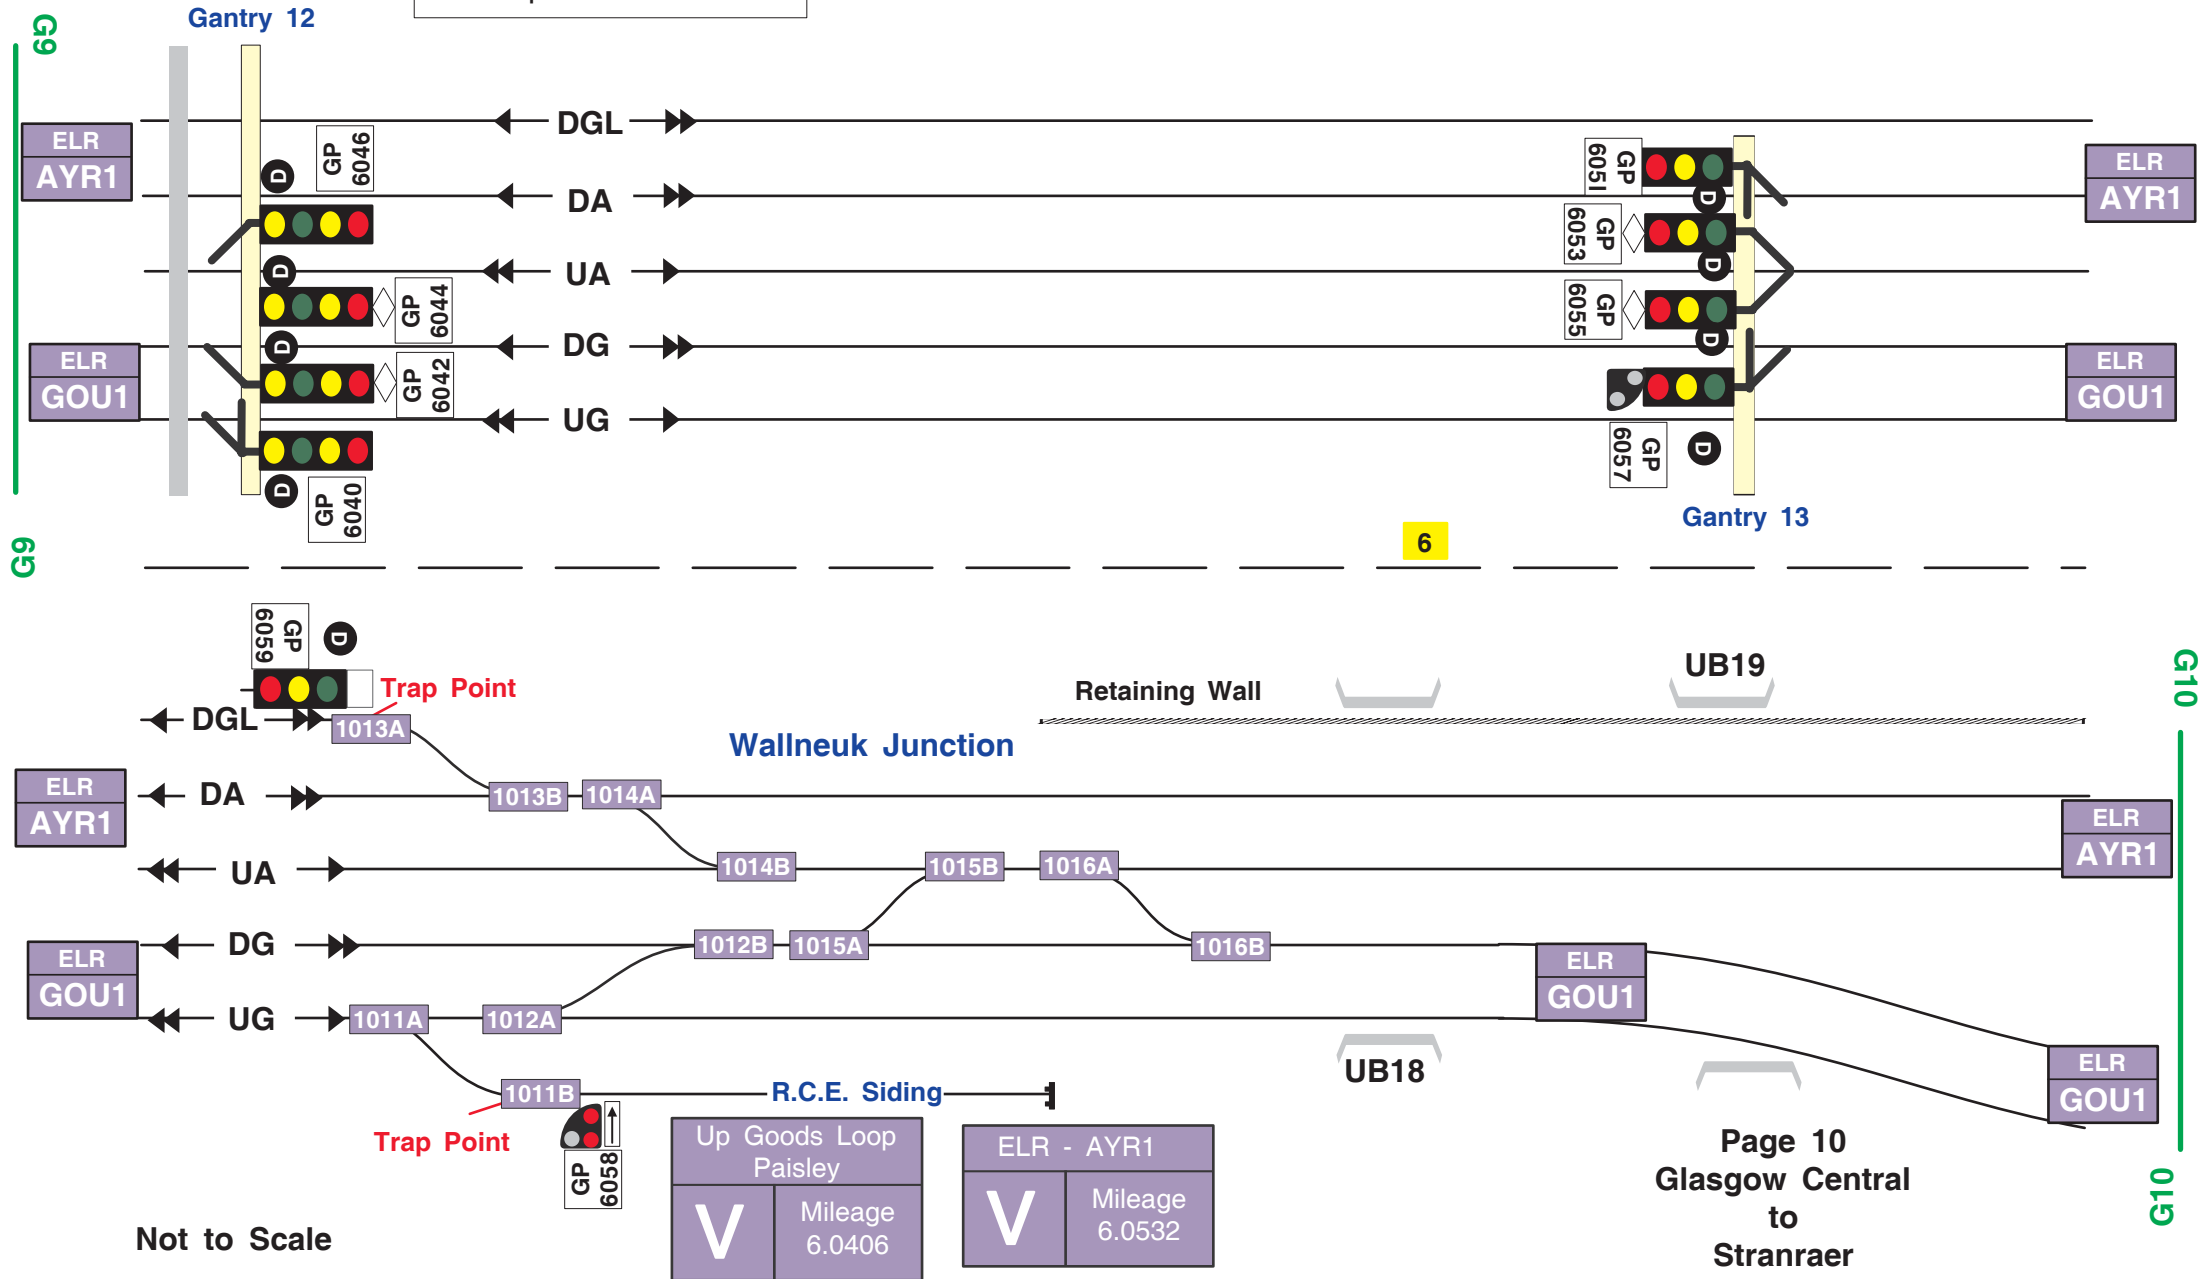 Gantry 12
G9
ELR
AYR1
D
GP
6046
DGL
DA
UA
DG
UG
D
GP
6044
D
GP
6042
D
GP
6040
ELR
GOU1
GP
6051
D
GP
6053
D
GP
6055
D
GP
6057
D
ELR
AYR1
ELR
GOU1
Gantry 13
G9
6
GP
6059
D
Trap Point
DGL
1013A
Retaining Wall
UB19
G10
Wallneuk Junction
ELR
AYR1
DA
1013B
1014A
UA
1014B
1015B
1016A
ELR
AYR1
DG
1012B
1015A
1016B
ELR
GOU1
ELR
GOU1
UG
1011A
1012A
UB18
ELR
GOU1
1011B
R.C.E. Siding
Trap Point
GP
6058
Up Goods Loop
Paisley
V
Mileage
6.0406
ELR - AYR1
V
Mileage
6.0532
Page 10
Glasgow Central
to
Stranraer
G10
Not to Scale